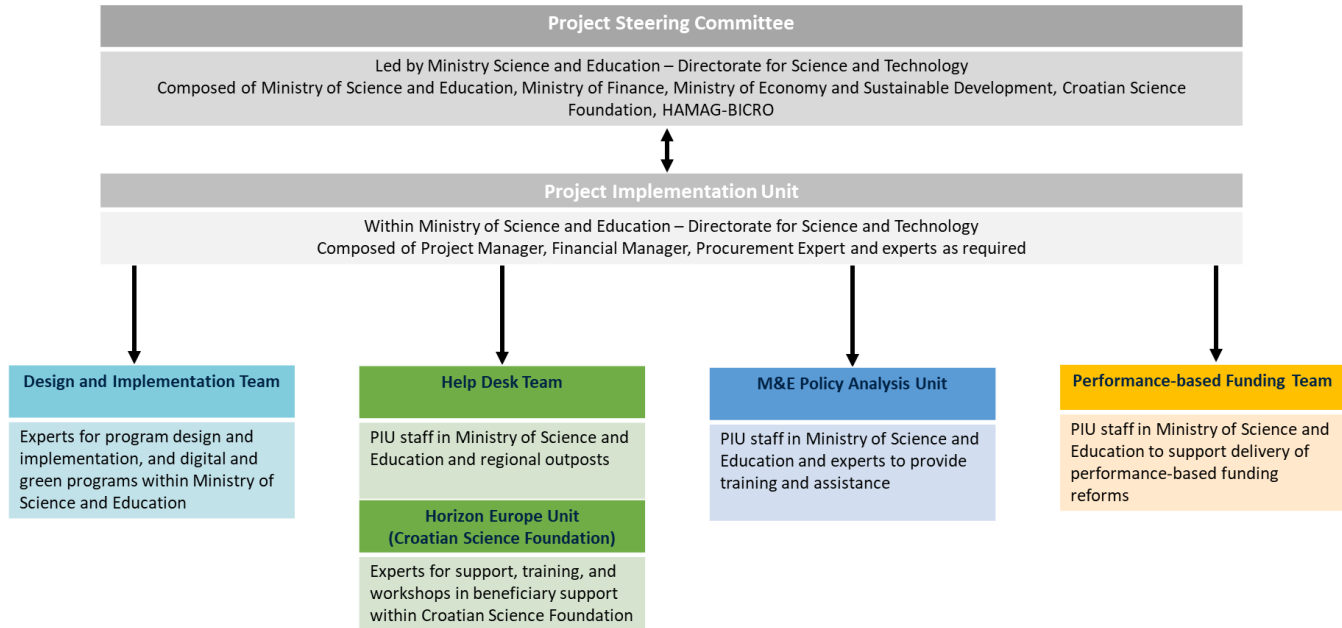 Project Steering Committee
Led by Ministry Science and Education – Directorate for Science and Technology
Composed of Ministry of Science and Education, Ministry of Finance, Ministry of Economy and Sustainable Development, Croatian Science
Foundation, HAMAG-BICRO
Project Implementation Unit
Within Ministry of Science and Education – Directorate for Science and Technology
Composed of Project Manager, Financial Manager, Procurement Expert and experts as required
Design and Implementation Team
Experts for program design and
implementation, and digital and
green programs within Ministry of
Science and Education
Help Desk Team
PIU staff in Ministry of Science and
Education and regional outposts
Horizon Europe Unit
(Croatian Science Foundation)
Experts for support, training, and
workshops in beneficiary support
within Croatian Science Foundation
M&E Policy Analysis Unit
PIU staff in Ministry of Science and
Education and experts to provide
training and assistance
Performance-based Funding Team
PIU staff in Ministry of Science and
Education to support delivery of
performance-based funding
reforms